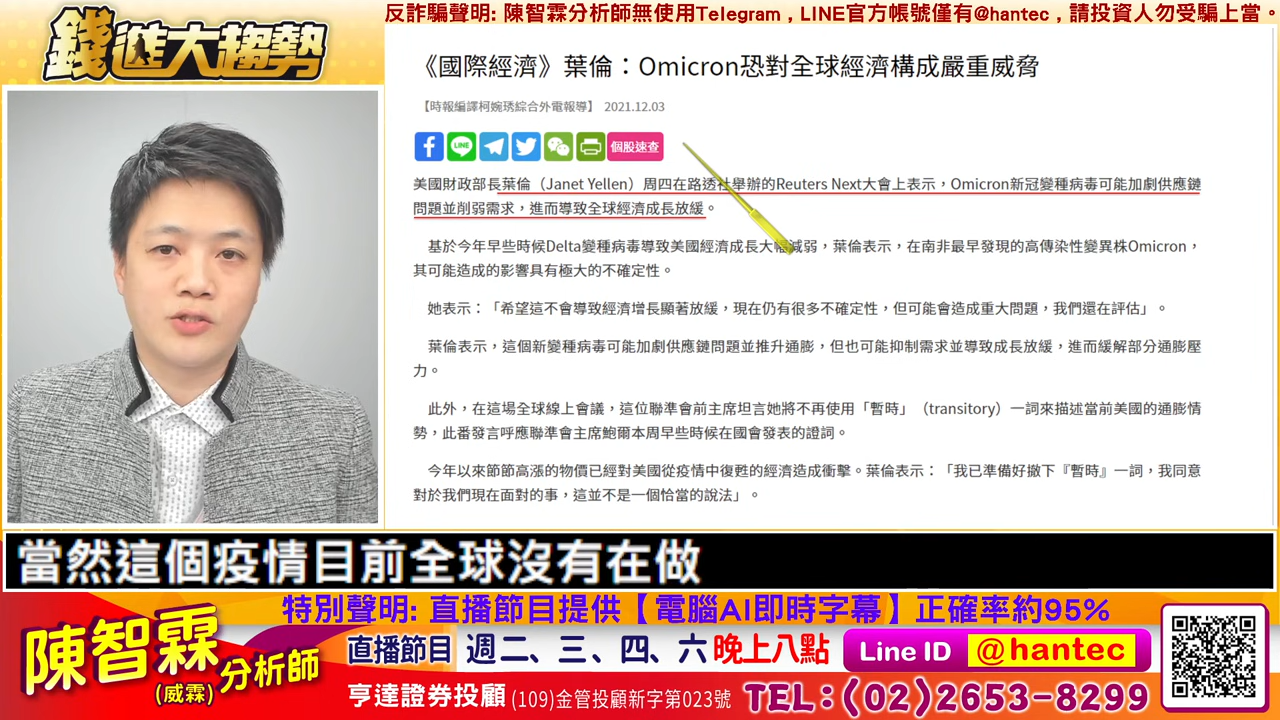 反詐騙聲明: 陳智霖分析師無使用Telegram , LINE官方帳號僅有@hantec , 請投資人勿受騙上當。
錢進大趨勢
《國際經濟》葉倫：Omicron恐對全球經濟構成嚴重威脅
【時報編譯柯婉琇綜合外電報導】 2021.12.03
LINE
個股速查
美國財政部長葉倫（Janet Yellen）周四在路透社舉辦的Reuters Next大會上表示，Omicron新冠變種病毒可能加劇供應鏈
問題並削弱需求，進而導致全球經濟成長放緩。
基於今年早些時候Delta變種病毒導致美國經濟成長大幅減弱，葉倫表示，在南非最早發現的高傳染性變異株Omicron，
其可能造成的影響具有極大的不確定性。
她表示：「希望這不會導致經濟增長顯著放緩，現在仍有很多不確定性，但可能會造成重大問題，我們還在評估」。
葉倫表示，這個新變種病毒可能加劇供應鏈問題並推升通膨，但也可能抑制需求並導致成長放緩，進而緩解部分通膨壓
力。
此外，在這場全球線上會議，這位聯準會前主席坦言她將不再使用「暫時」（transitory）一詞來描述當前美國的通膨情
勢，此番發言呼應聯準會主席鮑爾本周早些時候在國會發表的證詞。
今年以來節節高漲的物價已經對美國從疫情中復甦的經濟造成衝擊。葉倫表示：「我已準備好撤下『暫時』一詞，我同意
對於我們現在面對的事，這並不是一個恰當的說法」。
當然這個疫情目前全球沒有在做
特別聲明: 直播節目提供【電腦AI即時字幕】正確率約95%
陳智霖
(威霖)
分析師
直播節目 週二、三、四、六晚上八點
Line ID @hantec
亨達證券投顧 (109)金管投顧新字第023號 TEL:(02)2653-8299